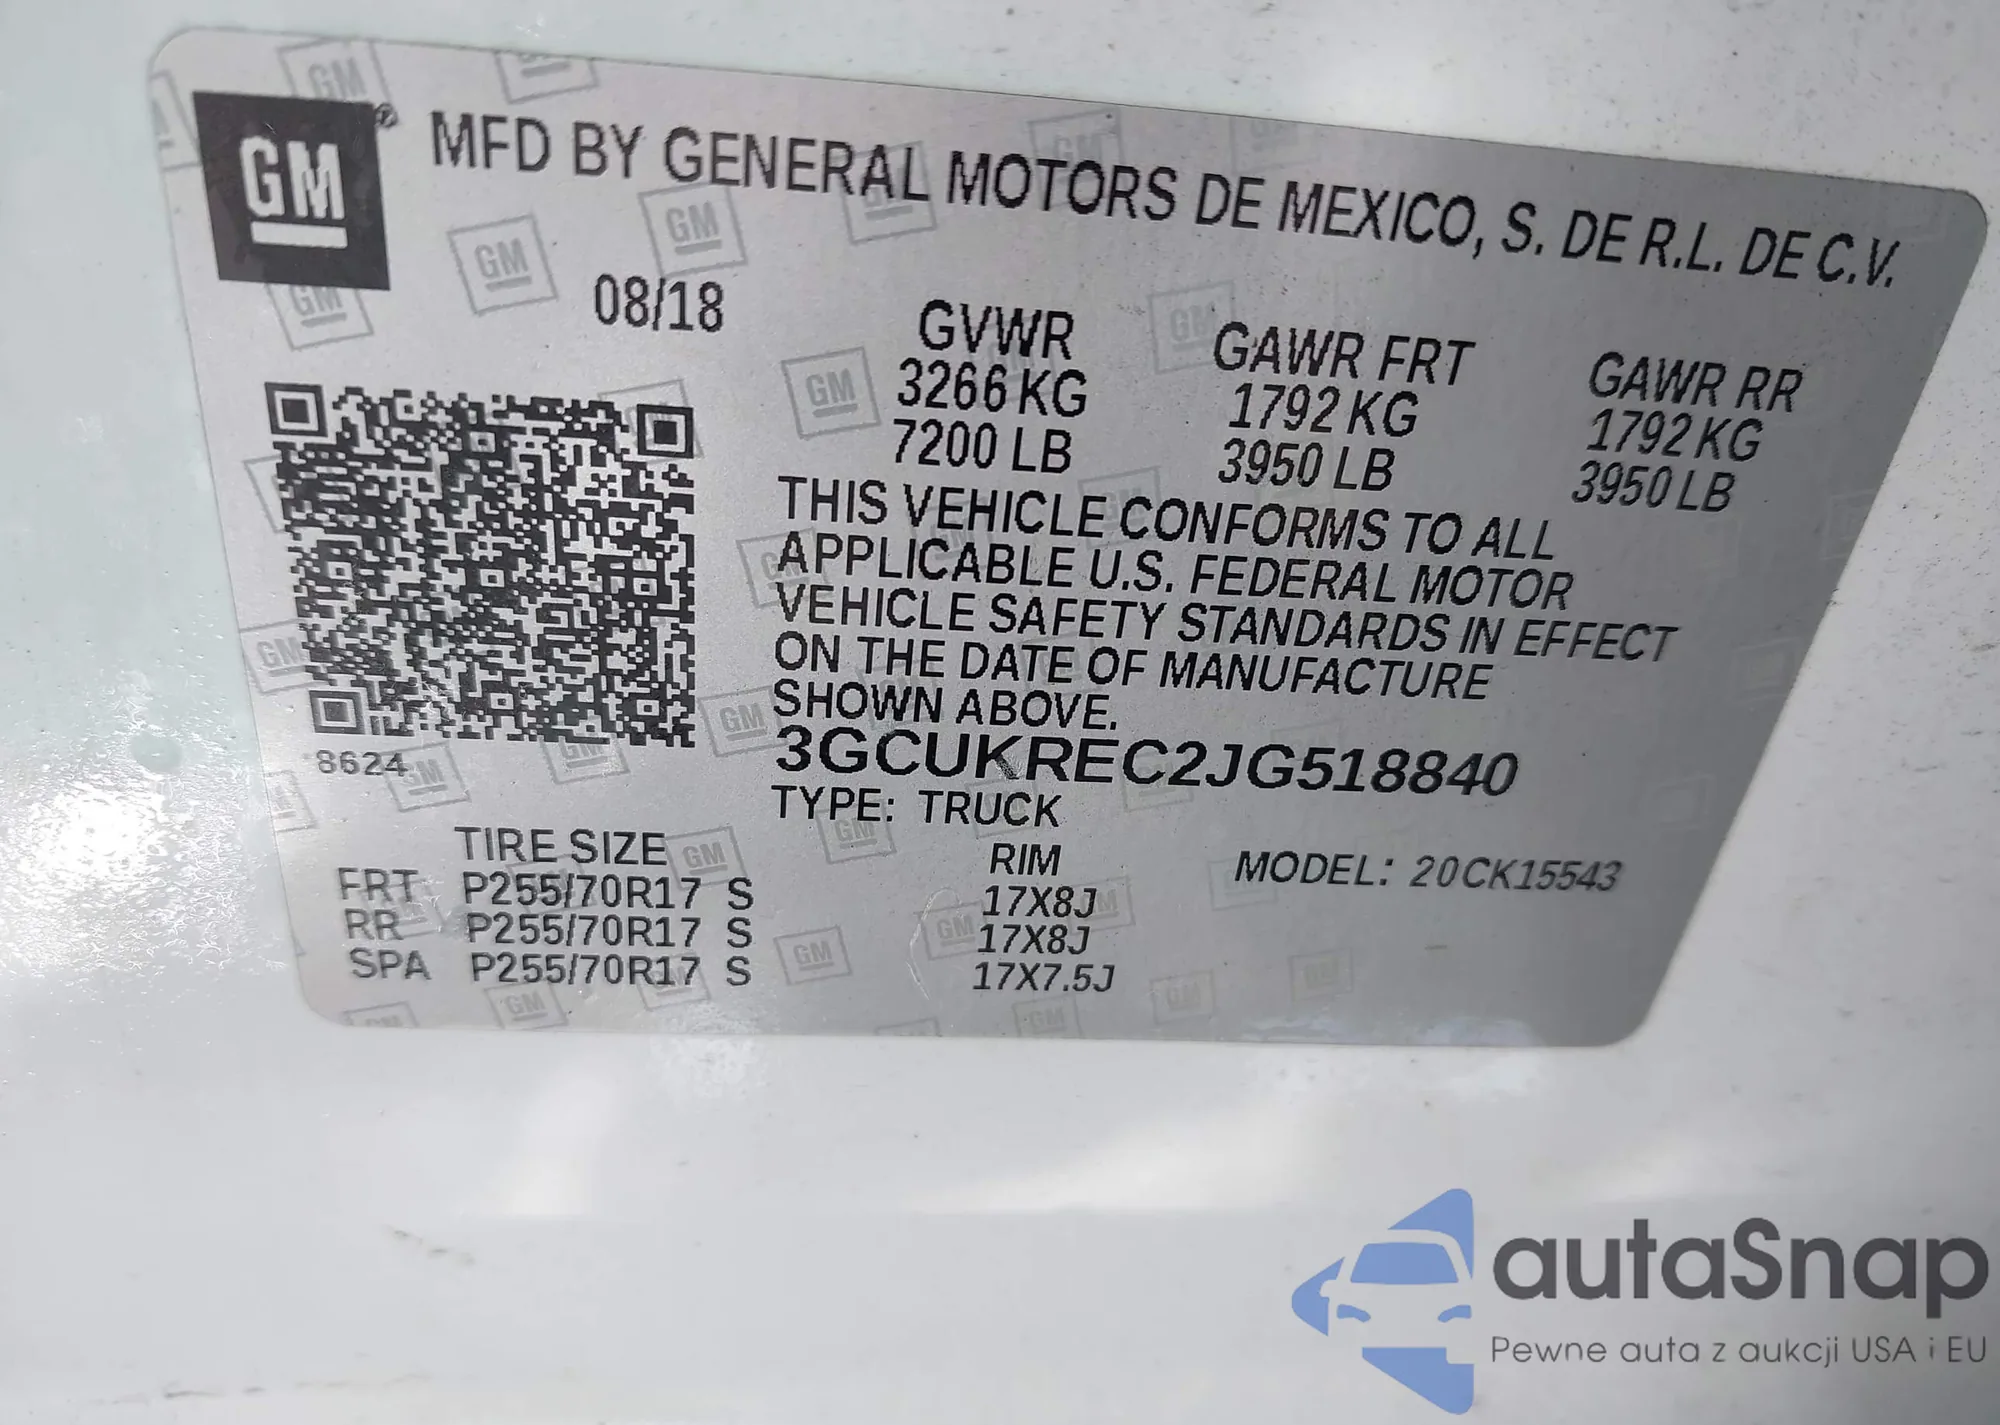 GM® MFD BY GENERAL MOTORS DE MEXICO, S. DE R.L. DE C.V.
08/18
GVWR GAWR FRT GAWR RR
3266 KG 1792 KG 1792 KG
7200 LB 3950 LB 3950 LB
THIS VEHICLE CONFORMS TO ALL
APPLICABLE U.S. FEDERAL MOTOR
VEHICLE SAFETY STANDARDS IN EFFECT
ON THE DATE OF MANUFACTURE
SHOWN ABOVE.
3GCUKREC2JG518840
8624
TYPE: TRUCK
TIRE SIZE RIM MODEL: 20CK15543
FRT P255/70R17 S 17X8J
RR P255/70R17 S 17X8J
SPA P255/70R17 S 17X7.5J
autaSnap
Pewne auta z aukcji USA i EU